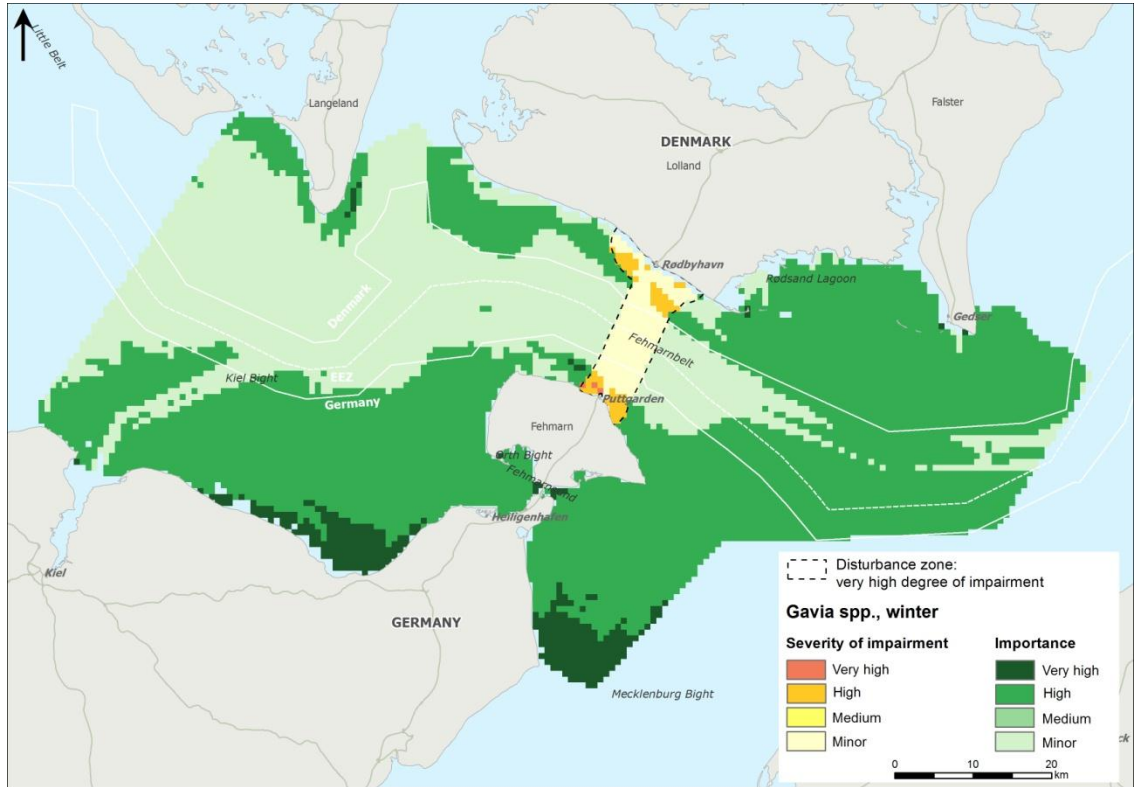 Little Belt
Langeland
Falster
DENMARK
Lolland
Rødbyhavn
Rødsand Lagoon
Gedser
Denmark
Fehmarnbelt
Kiel Bight
EEZ
Germany
Puttgarden
Fehmarn
Orth Bight
Fehmarnsund
Heiligenhafen
Kiel
GERMANY
Mecklenburg Bight
Disturbance zone:
very high degree of impairment
Gavia spp., winter
Severity of impairment Importance
Very high Very high
High High
Medium Medium
Minor Minor
0 10 20
km
ck